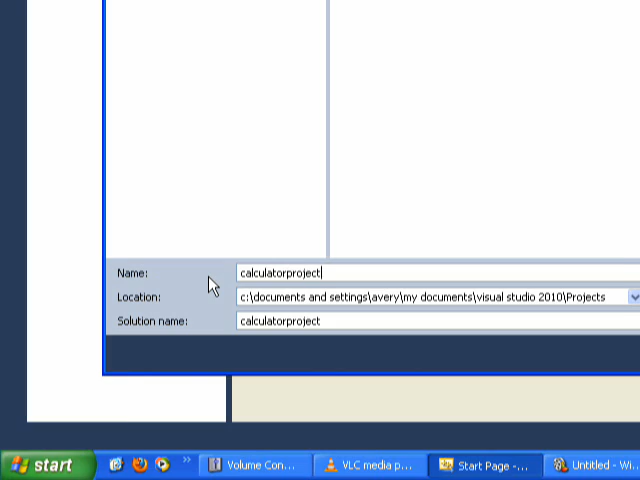 Name: calculatorproject
Location: c:\documents and settings\avery\my documents\visual studio 2010\Projects
Solution name: calculatorproject
start Volume Con... VLC media p... Start Page -... Untitled - Wi...